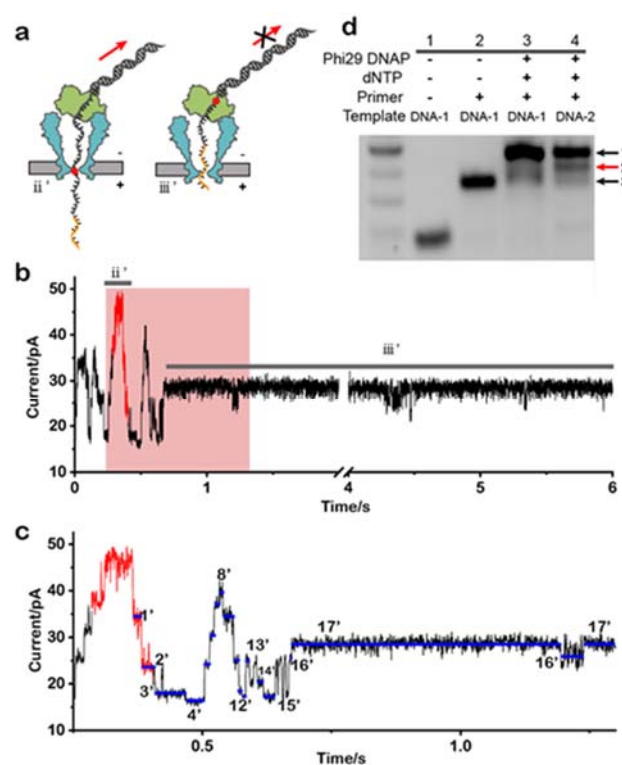 a
d
1 2 3 4
Phi29 DNAP - - + +
dNTP - - + +
Primer - + + +
Template DNA-1 DNA-1 DNA-1 DNA-2
- -
ii' + iii' +
b
ii'
iii'
50
40
30
20
10
Current/pA
0 1 4 5 6
Time/s
c
50
40
30
20
10
Current/pA
1' 2' 3' 4' 8' 12' 13' 14' 15' 16' 17' 16' 17'
0.5 1.0
Time/s